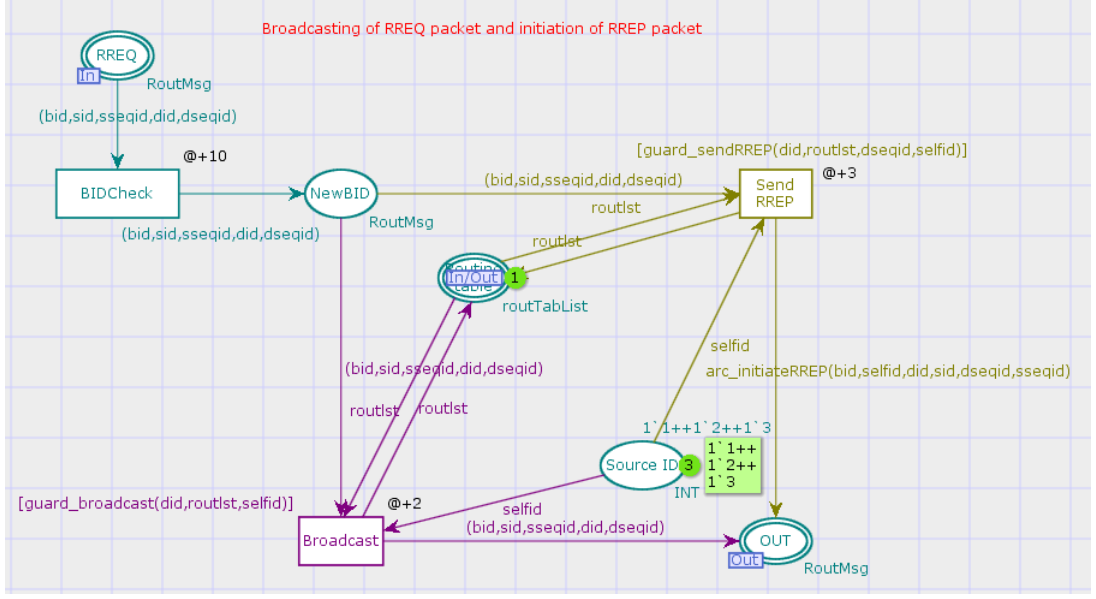 Broadcasting of RREQ packet and initiation of RREP packet
RREQ
In
RoutMsg
(bid,sid,sseqid,did,dseqid)
@+10
BIDCheck
(bid,sid,sseqid,did,dseqid)
NewBID
RoutMsg
(bid,sid,sseqid,did,dseqid)
[guard_sendRREP(did,routlst,dseqid,selfid)]
@+3
Send
RREP
routlst
routlst
In/Out
table
1
routTabList
(bid,sid,sseqid,did,dseqid)
routlst
routlst
selfid
arc_initiateRREP(bid,selfid,did,sid,dseqid,sseqid)
1`1++1`2++1`3
Source ID
3
1`1++
1`2++
1`3
INT
[guard_broadcast(did,routlst,selfid)]
@+2
Broadcast
selfid
(bid,sid,sseqid,did,dseqid)
OUT
Out
RoutMsg